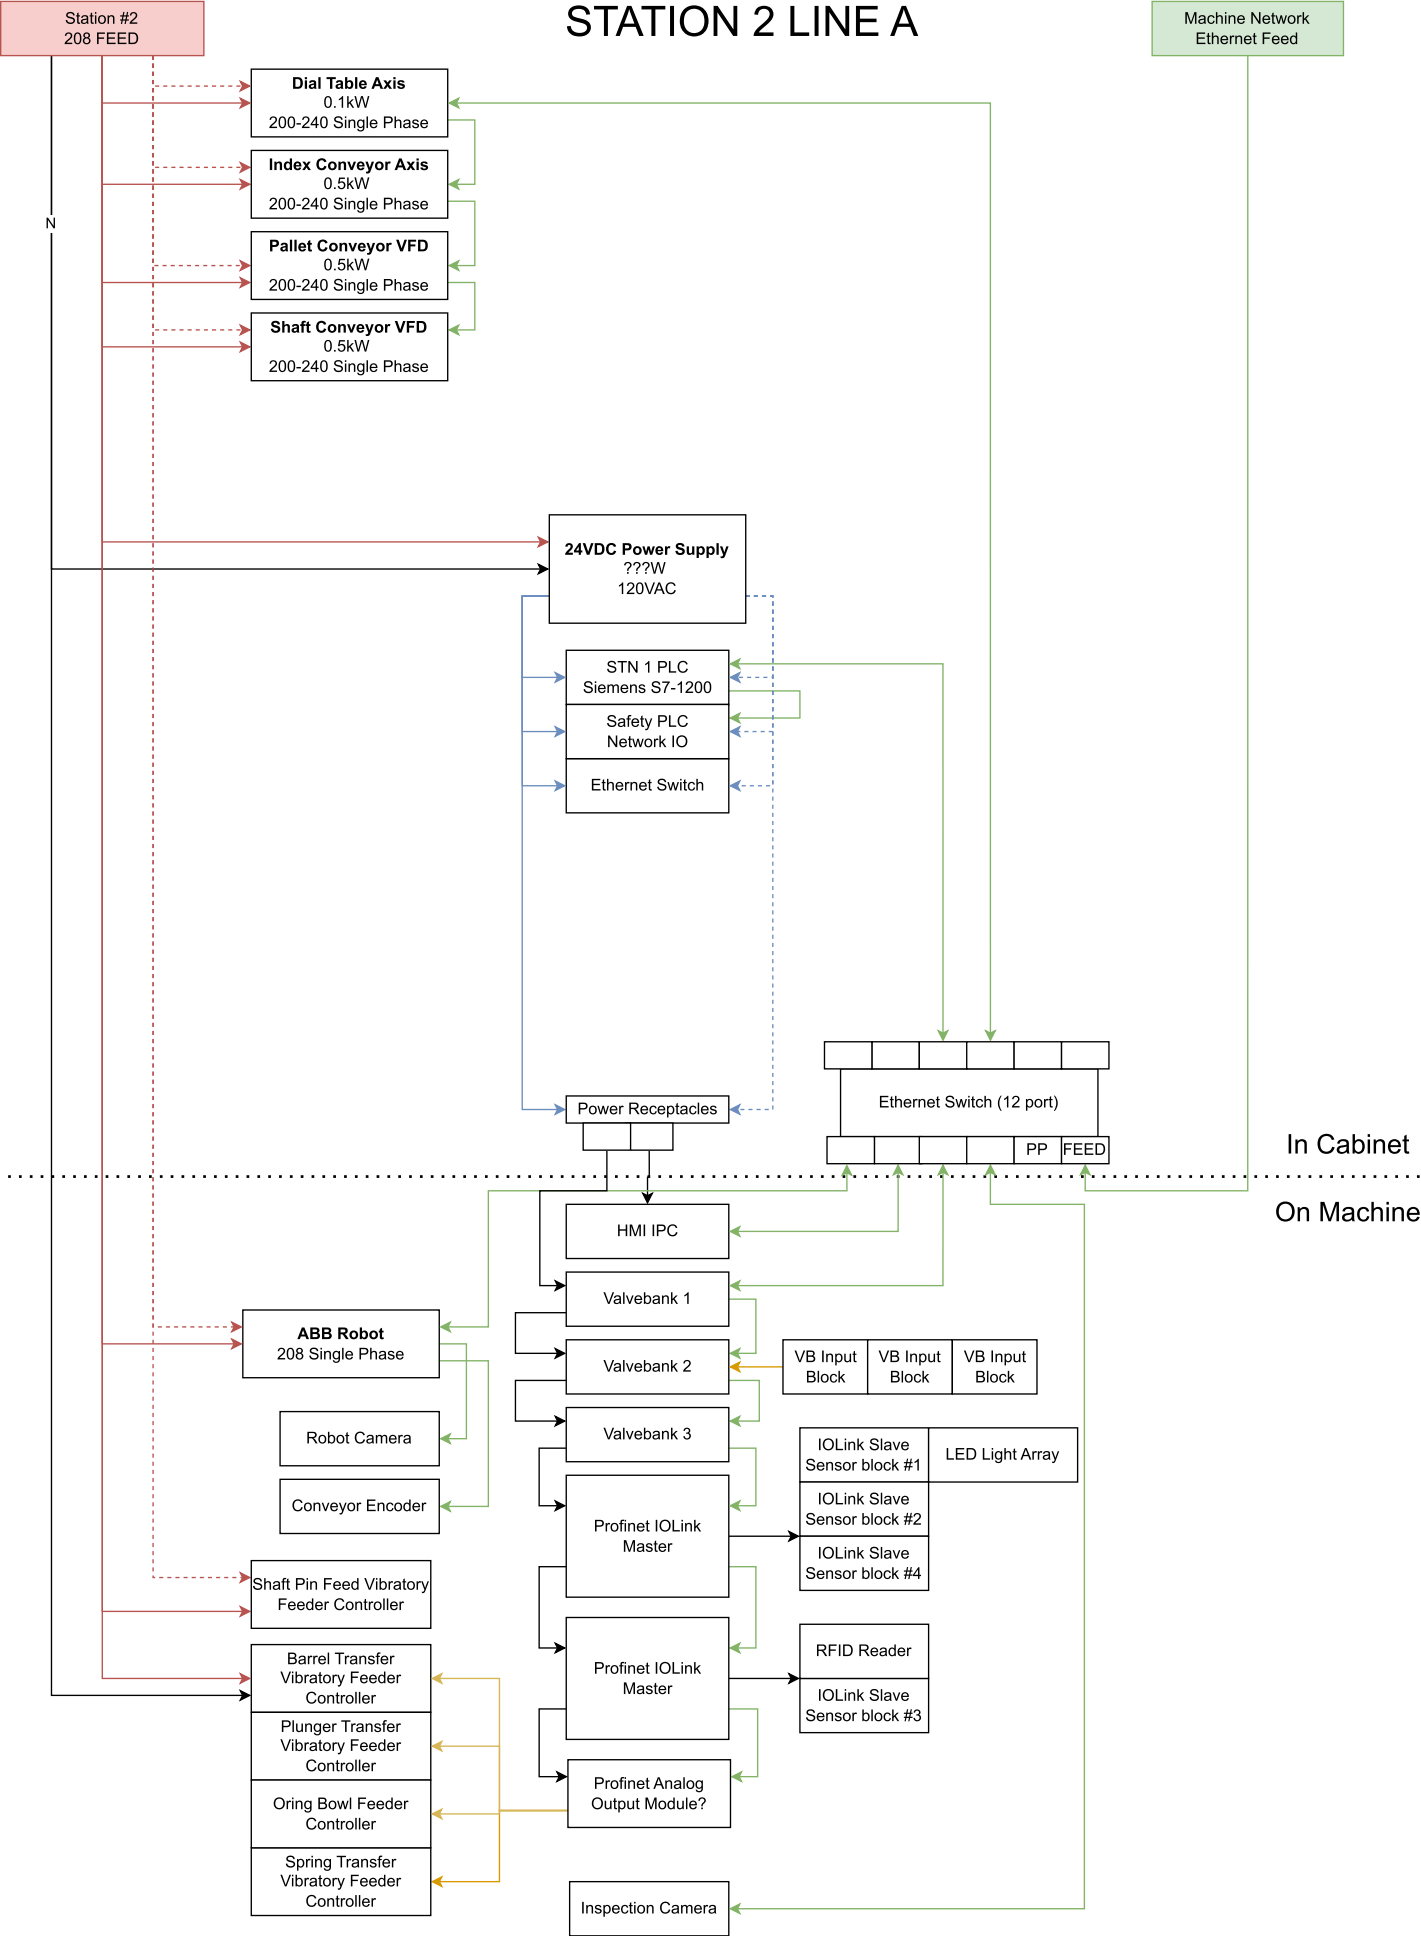 Station #2
208 FEED
STATION 2 LINE A
Machine Network
Ethernet Feed
Dial Table Axis
0.1kW
200-240 Single Phase
Index Conveyor Axis
0.5kW
200-240 Single Phase
N
Pallet Conveyor VFD
0.5kW
200-240 Single Phase
Shaft Conveyor VFD
0.5kW
200-240 Single Phase
24VDC Power Supply
???W
120VAC
STN 1 PLC
Siemens S7-1200
Safety PLC
Network IO
Ethernet Switch
Power Receptacles
Ethernet Switch (12 port)
PP
FEED
In Cabinet
On Machine
HMI IPC
Valvebank 1
ABB Robot
208 Single Phase
Valvebank 2
VB Input
Block
VB Input
Block
VB Input
Block
Robot Camera
Valvebank 3
IOLink Slave
Sensor block #1
LED Light Array
Conveyor Encoder
Profinet IOLink
Master
IOLink Slave
Sensor block #2
IOLink Slave
Sensor block #4
Shaft Pin Feed Vibratory
Feeder Controller
Barrel Transfer
Vibratory Feeder
Controller
Profinet IOLink
Master
RFID Reader
IOLink Slave
Sensor block #3
Plunger Transfer
Vibratory Feeder
Controller
Oring Bowl Feeder
Controller
Profinet Analog
Output Module?
Spring Transfer
Vibratory Feeder
Controller
Inspection Camera